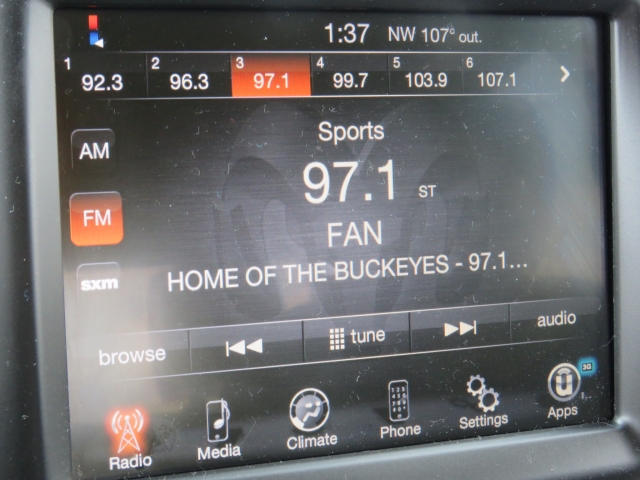 1:37 NW 107° out.
1 2 3 4 5 6
92.3 96.3 97.1 99.7 103.9 107.1 >
Sports
AM
97.1 ST
FM
FAN
HOME OF THE BUCKEYES - 97.1...
sxm
browse tune audio
3G
Radio Media Climate Phone Settings Apps